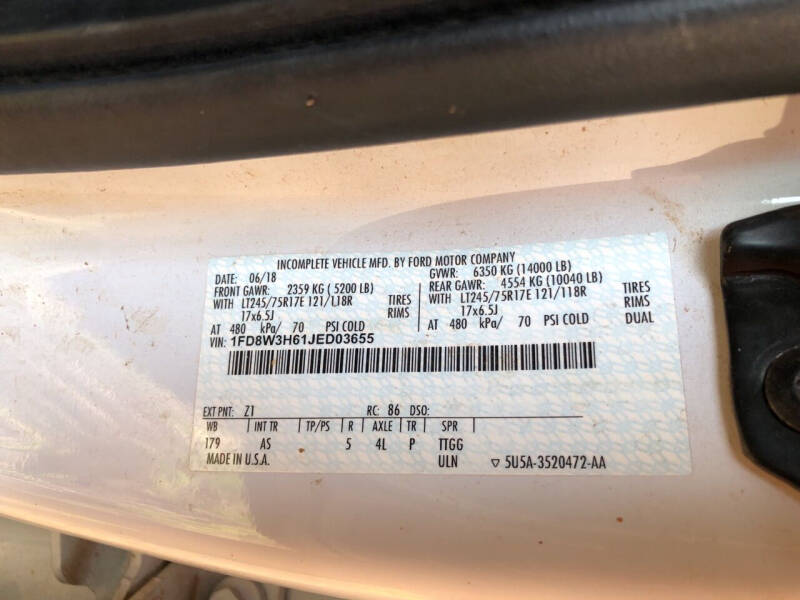 INCOMPLETE VEHICLE MFD. BY FORD MOTOR COMPANY
DATE: 06/18 GVWR: 6350 KG (14000 LB)
FRONT GAWR: 2359 KG ( 5200 LB) REAR GAWR: 4554 KG (10040 LB)
WITH LT245/75R17E 121/118R TIRES WITH LT245/75R17E 121/118R TIRES
17x6.5J RIMS 17x6.5J RIMS
AT 480 kPa/ 70 PSI COLD AT 480 kPa/ 70 PSI COLD DUAL
VIN: 1FD8W3H61JED03655
EXT PNT: Z1 RC: 86 DSO:
WB INT TR TP/PS R AXLE TR SPR
179 AS 5 4L P TTGG
MADE IN U.S.A. ULN ▽ 5U5A-3520472-AA